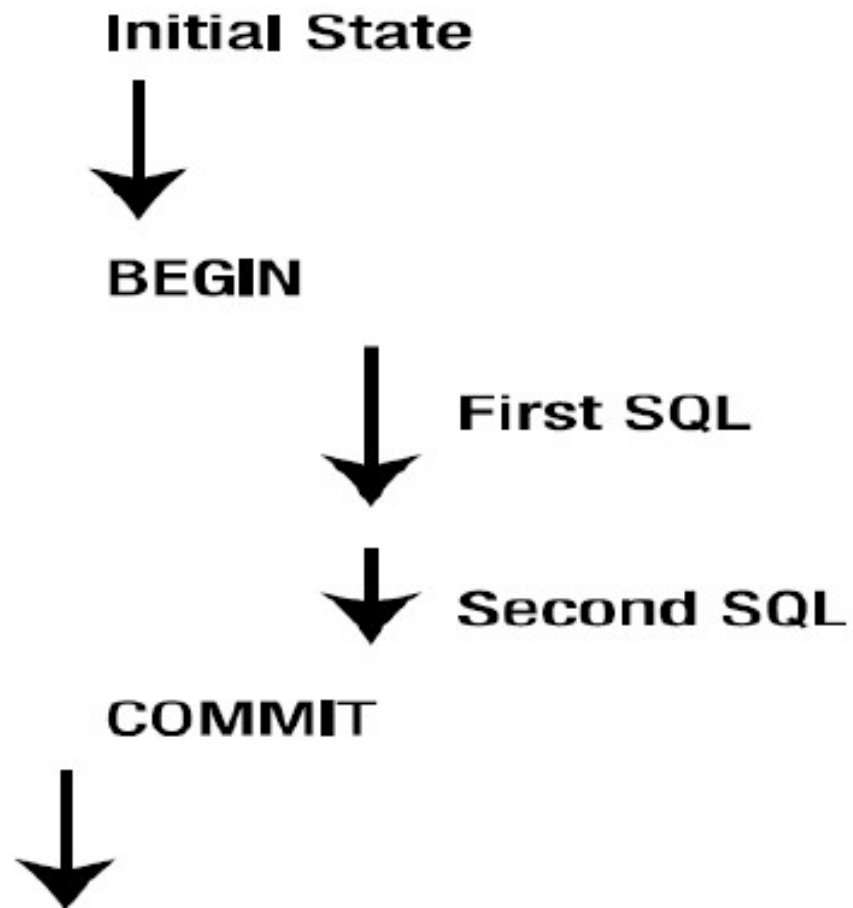 Initial State
BEGIN
First SQL
Second SQL
COMMIT